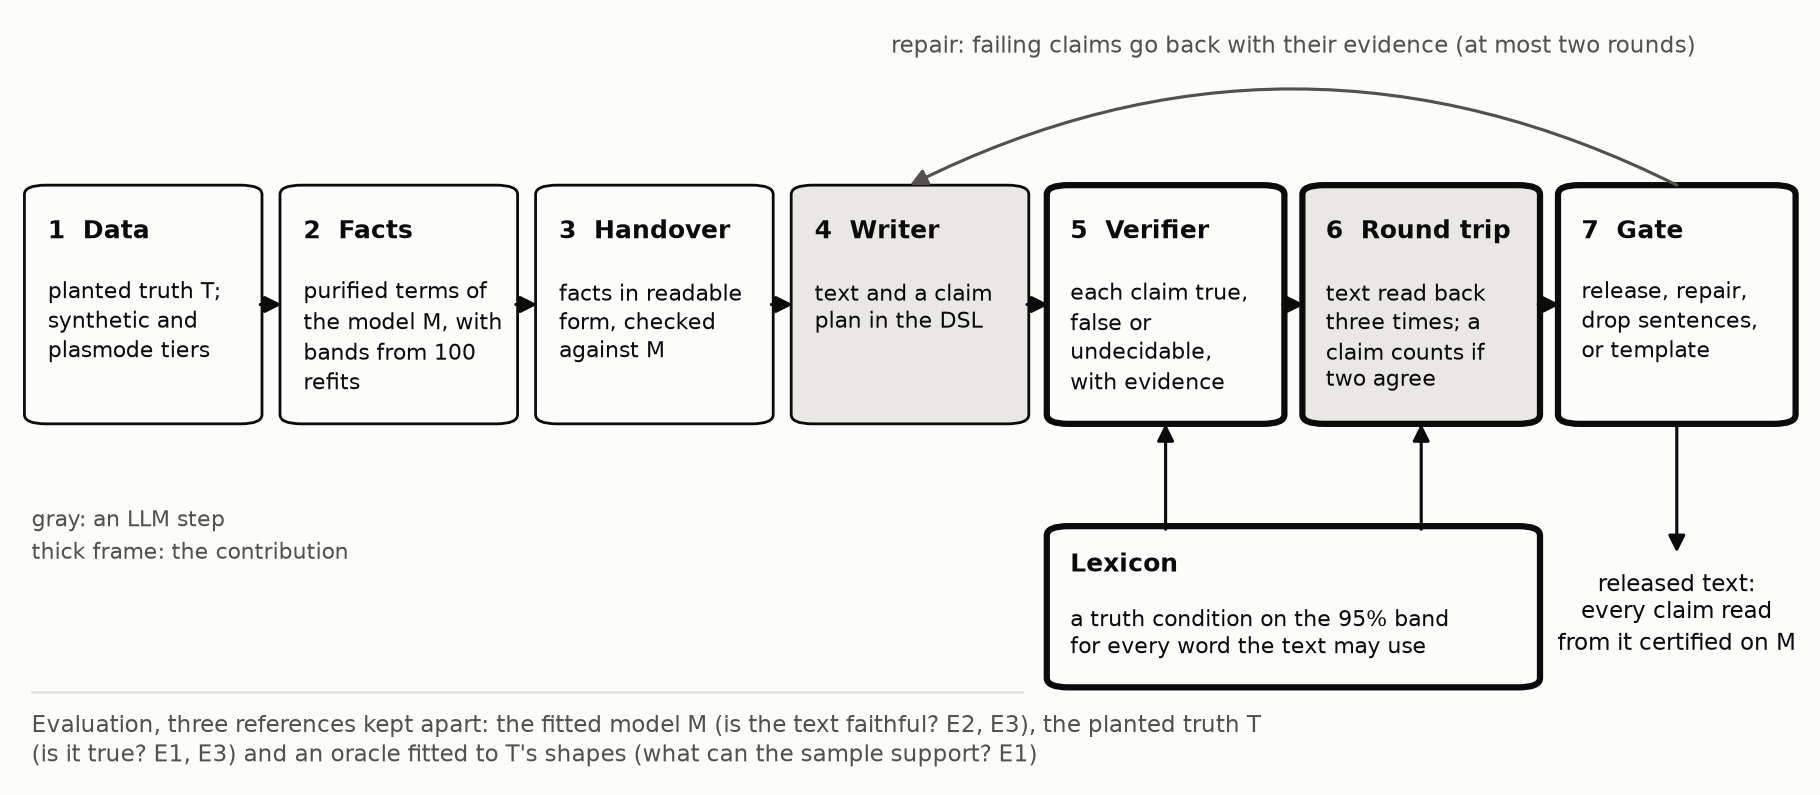 repair: failing claims go back with their evidence (at most two rounds)
1 Data
planted truth T;
synthetic and
plasmode tiers
2 Facts
purified terms of
the model M, with
bands from 100
refits
3 Handover
facts in readable
form, checked
against M
4 Writer
text and a claim
plan in the DSL
5 Verifier
each claim true,
false or
undecidable,
with evidence
6 Round trip
text read back
three times; a
claim counts if
two agree
7 Gate
release, repair,
drop sentences,
or template
gray: an LLM step
thick frame: the contribution
Lexicon
a truth condition on the 95% band
for every word the text may use
released text:
every claim read
from it certified on M
Evaluation, three references kept apart: the fitted model M (is the text faithful? E2, E3), the planted truth T
(is it true? E1, E3) and an oracle fitted to T's shapes (what can the sample support? E1)